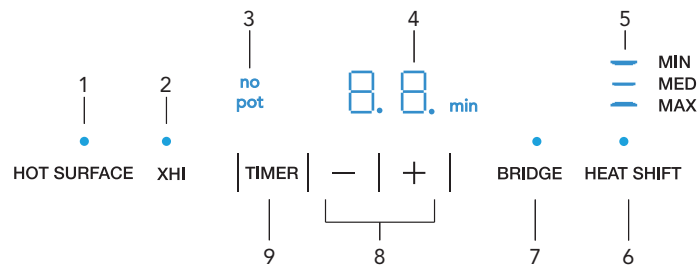 3 4 5
1 2 no 8.8. min MIN
pot MED
MAX
HOT SURFACE XHI TIMER − + BRIDGE HEAT SHIFT
9 8 7 6